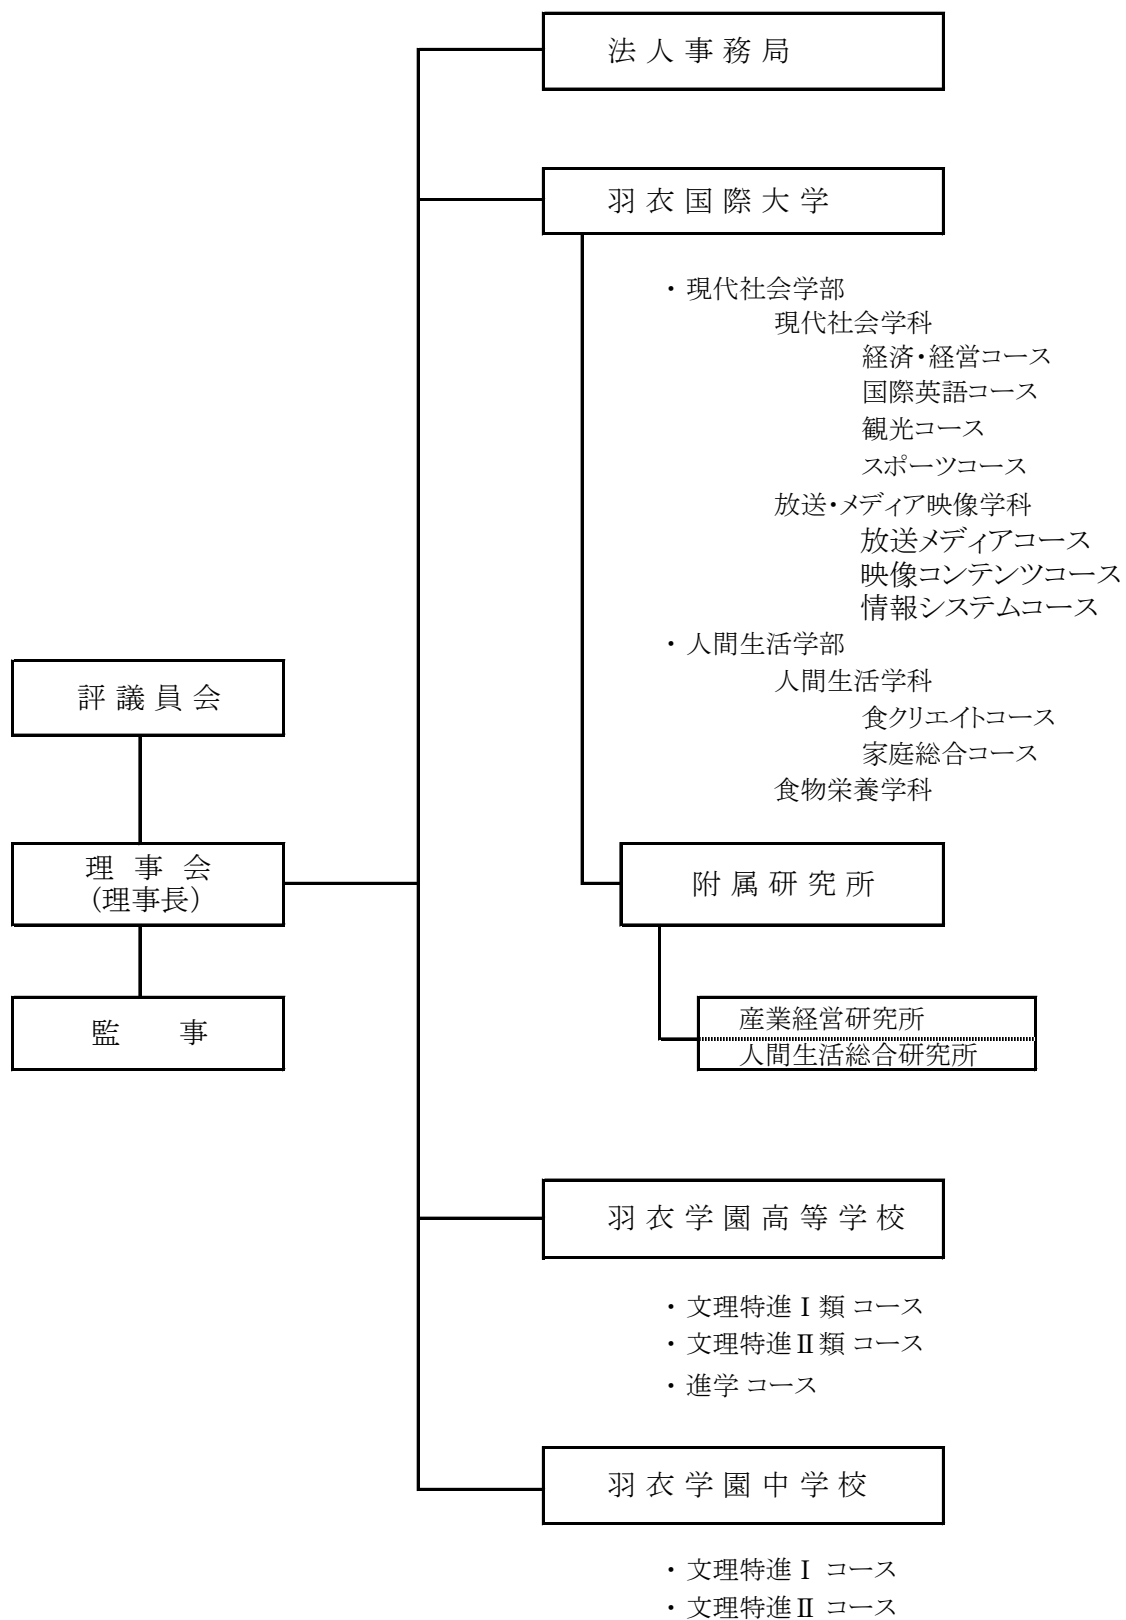 法人事務局
羽衣国際大学
・ 現代社会学部
現代社会学科
経済・経営コース
国際英語コース
観光コース
スポーツコース
放送・メディア映像学科
放送メディアコース
映像コンテンツコース
情報システムコース
・ 人間生活学部
人間生活学科
食クリエイトコース
家庭総合コース
食物栄養学科
評議員会
理事会
(理事長)
監事
附属研究所
産業経営研究所
人間生活総合研究所
羽衣学園高等学校
・ 文理特進Ⅰ類 コース
・ 文理特進Ⅱ類 コース
・ 進学 コース
羽衣学園中学校
・ 文理特進Ⅰ コース
・ 文理特進Ⅱ コース